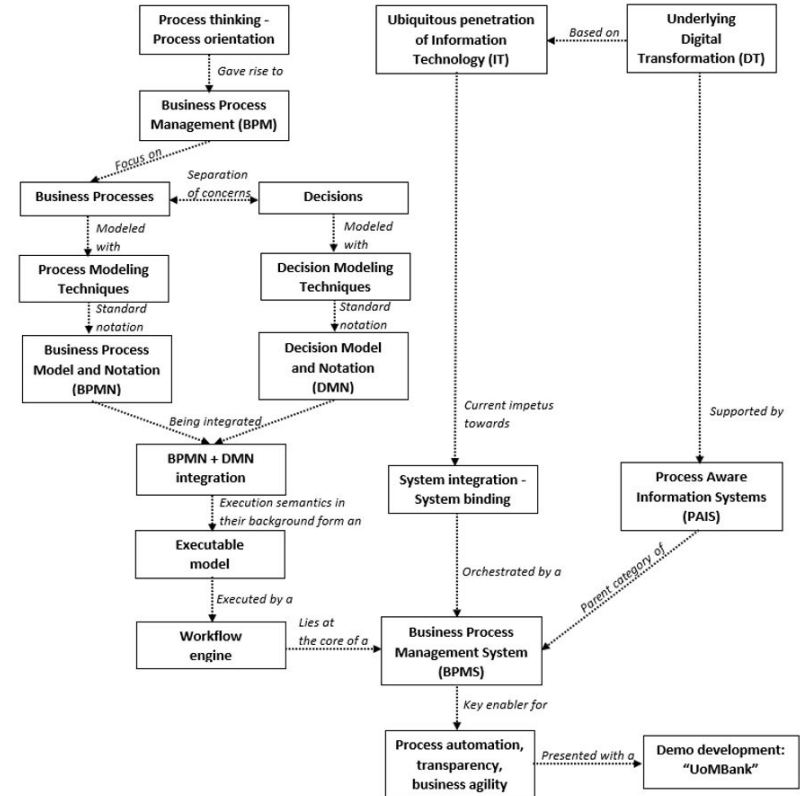 Process thinking -
Process orientation
Ubiquitous penetration
of Information
Technology (IT)
Based on
Underlying
Digital
Transformation (DT)
Gave rise to
Business Process
Management (BPM)
Focus on
Separation
of concerns
Business Processes
Decisions
Modeled
with
Modeled
with
Process Modeling
Techniques
Decision Modeling
Techniques
Standard
notation
Standard
notation
Business Process
Model and Notation
(BPMN)
Decision Model
and Notation
(DMN)
Being integrated
Current impetus
towards
Supported by
BPMN + DMN
integration
System integration -
System binding
Process Aware
Information Systems
(PAIS)
Execution semantics in
their background form an
Executable
model
Orchestrated by a
Parent category of
Executed by a
Workflow
engine
Lies at
the core of a
Business Process
Management System
(BPMS)
Key enabler for
Process automation,
transparency,
business agility
Presented with a
Demo development:
“UoMBank”